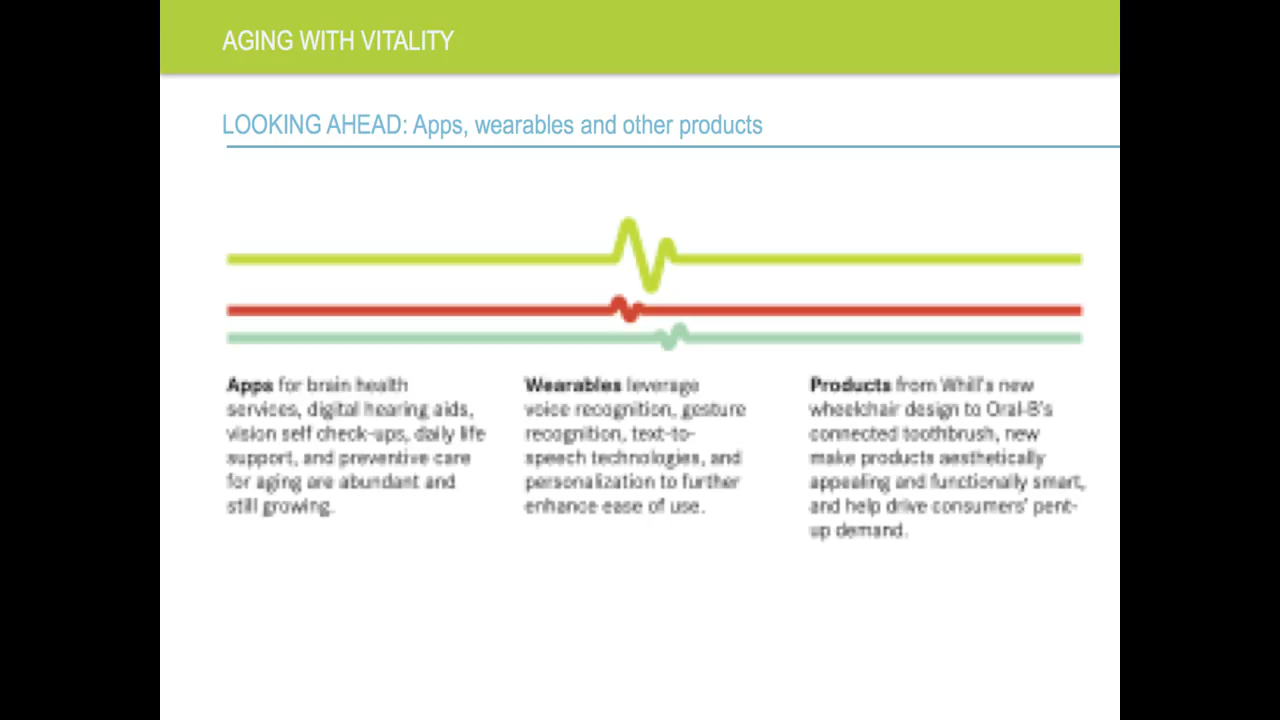 AGING WITH VITALITY
LOOKING AHEAD: Apps, wearables and other products
Apps for brain health
services, digital hearing aids,
vision self check-ups, daily life
support, and preventive care
for aging are abundant and
still growing.
Wearables leverage
voice recognition, gesture
recognition, text-to-
speech technologies, and
personalization to further
enhance ease of use.
Products from Whill's new
wheelchair design to Oral-B's
connected toothbrush, new
make products aesthetically
appealing and functionally smart,
and help drive consumers' pent-
up demand.